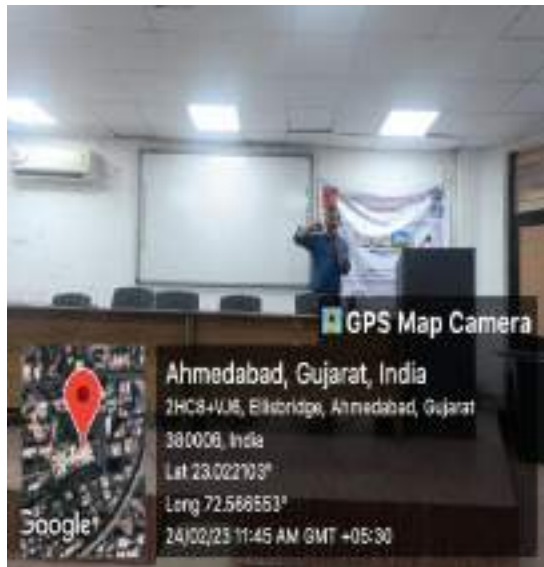 GPS Map Camera
Ahmedabad, Gujarat, India
2HC8+VJ6, Ellisbridge, Ahmedabad, Gujarat
380006, India
Lat 23.022103°
Long 72.566553°
24/02/23 11:45 AM GMT +05:30
Google